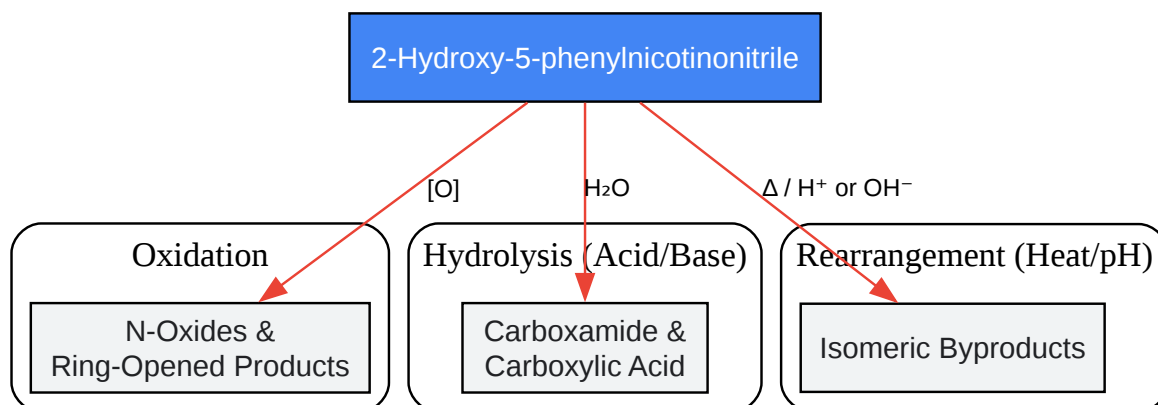 2-Hydroxy-5-phenylnicotinonitrile
[O]
H₂O
Δ / H⁺ or OH⁻
Oxidation
Hydrolysis (Acid/Base)
Rearrangement (Heat/pH)
N-Oxides &
Ring-Opened Products
Carboxamide &
Carboxylic Acid
Isomeric Byproducts